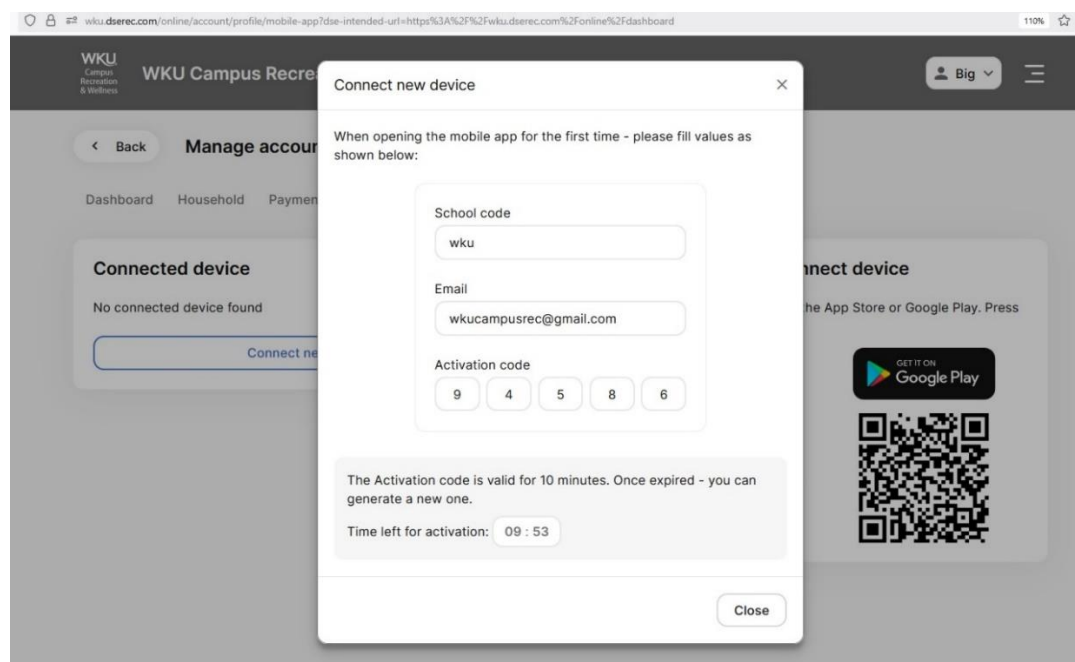 wku.dserec.com/online/account/profile/mobile-app?dse-intended-url=https%3A%2F%2Fwku.dserec.com%2Fonline%2Fdashboard
110%
WKU
Campus
Recreation
& Wellness
WKU Campus Recre
Big
Back
Manage accour
Dashboard Household Paymen
Connected device
No connected device found
Connect ne
Connect new device
When opening the mobile app for the first time - please fill values as
shown below:
School code
wku
Email
wkucampusrec@gmail.com
Activation code
9 4 5 8 6
The Activation code is valid for 10 minutes. Once expired - you can
generate a new one.
Time left for activation: 09 : 53
Close
nnect device
he App Store or Google Play. Press
GET IT ON
Google Play